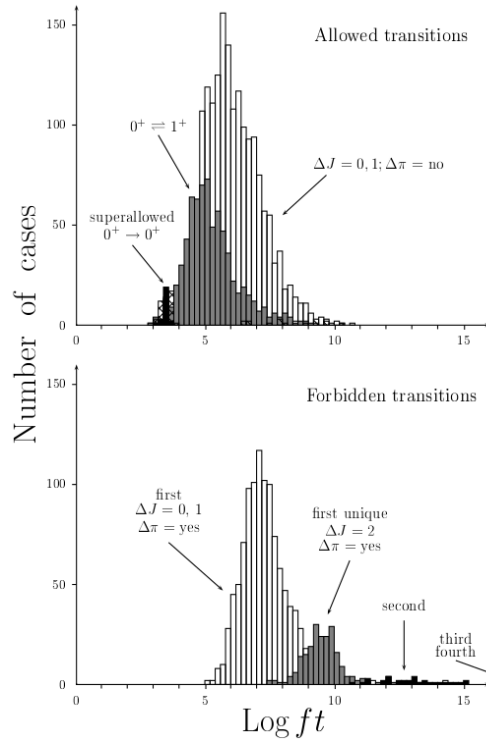 150
Allowed transitions
0⁺ ⇌ 1⁺
100
ΔJ = 0, 1; Δπ = no
superallowed
0⁺ → 0⁺
50
0
0 5 10 15
Number of cases
150
Forbidden transitions
100
first
ΔJ = 0, 1
Δπ = yes
first unique
ΔJ = 2
Δπ = yes
50
second
third
fourth
0
0 5 10 15
Log ft